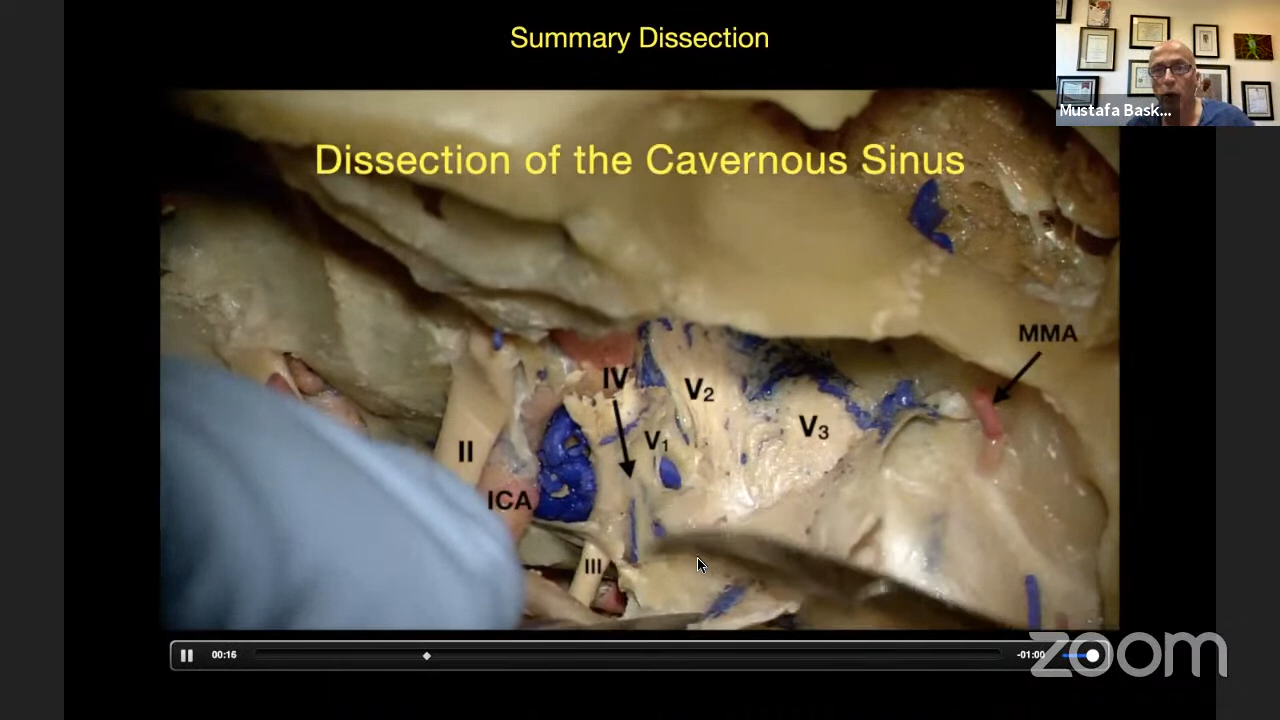 Summary Dissection
Mustafa Bask...
Dissection of the Cavernous Sinus
MMA
IV
V2
V1
V3
II
ICA
III
00:16
-01:00
zoom